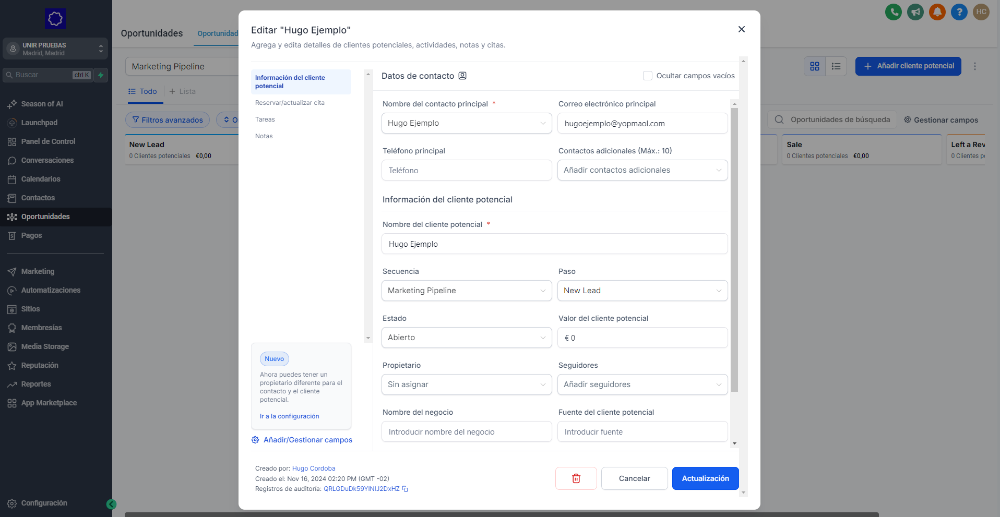 UNIR PRUEBAS
Madrid, Madrid
Buscar
ctrl K
Season of AI
Launchpad
Panel de Control
Conversaciones
Calendarios
Contactos
Oportunidades
Pagos
Marketing
Automatizaciones
Sitios
Membresías
Media Storage
Reputación
Reportes
App Marketplace
Configuración
Oportunidades
Oportunidad
HC
Marketing Pipeline
Añadir cliente potencial
Todo
Lista
Filtros avanzados
Oportunidades de búsqueda
Gestionar campos
New Lead
0 Clientes potenciales €0,00
Sale
0 Clientes potenciales €0,00
Left a Rev
0 Clientes
Editar "Hugo Ejemplo"
Agrega y edita detalles de clientes potenciales, actividades, notas y citas.
Información del cliente
potencial
Reservar/actualizar cita
Tareas
Notas
Nuevo
Ahora puedes tener un
propietario diferente para el
contacto y el cliente
potencial.
Ir a la configuración
Añadir/Gestionar campos
Datos de contacto
Ocultar campos vacíos
Nombre del contacto principal *
Correo electrónico principal
Hugo Ejemplo
hugoejemplo@yopmaol.com
Teléfono principal
Contactos adicionales (Máx.: 10)
Teléfono
Añadir contactos adicionales
Información del cliente potencial
Nombre del cliente potencial *
Hugo Ejemplo
Secuencia
Paso
Marketing Pipeline
New Lead
Estado
Valor del cliente potencial
Abierto
€ 0
Propietario
Seguidores
Sin asignar
Añadir seguidores
Nombre del negocio
Fuente del cliente potencial
Introducir nombre del negocio
Introducir fuente
Creado por: Hugo Cordoba
Creado el: Nov 16, 2024 02:20 PM (GMT -02)
Registros de auditoría: QRLGDuDk59YINIJ2DxHZ
Cancelar
Actualización